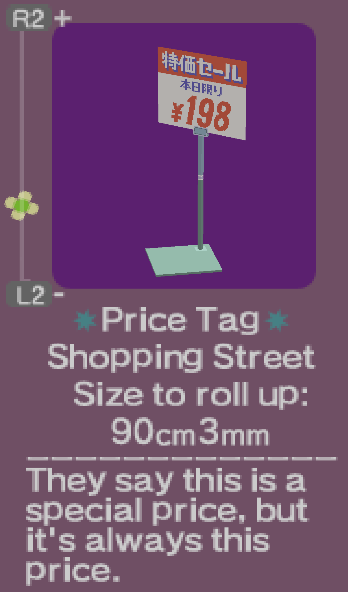 R2 +
特価セール
本日限り
¥198
L2 -
Price Tag
Shopping Street
Size to roll up:
90cm3mm
They say this is a
special price, but
it's always this
price.